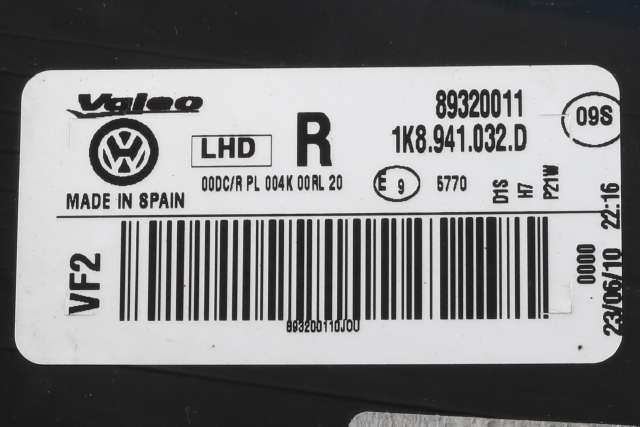 Valeo
LHD
R
89320011
1K8.941.032.D
09S
00DC/R PL 004K 00RL 20
E 9
5770
D1S
H7
P21W
MADE IN SPAIN
VF2
893200110J0U
0000
23/06/10 22:16